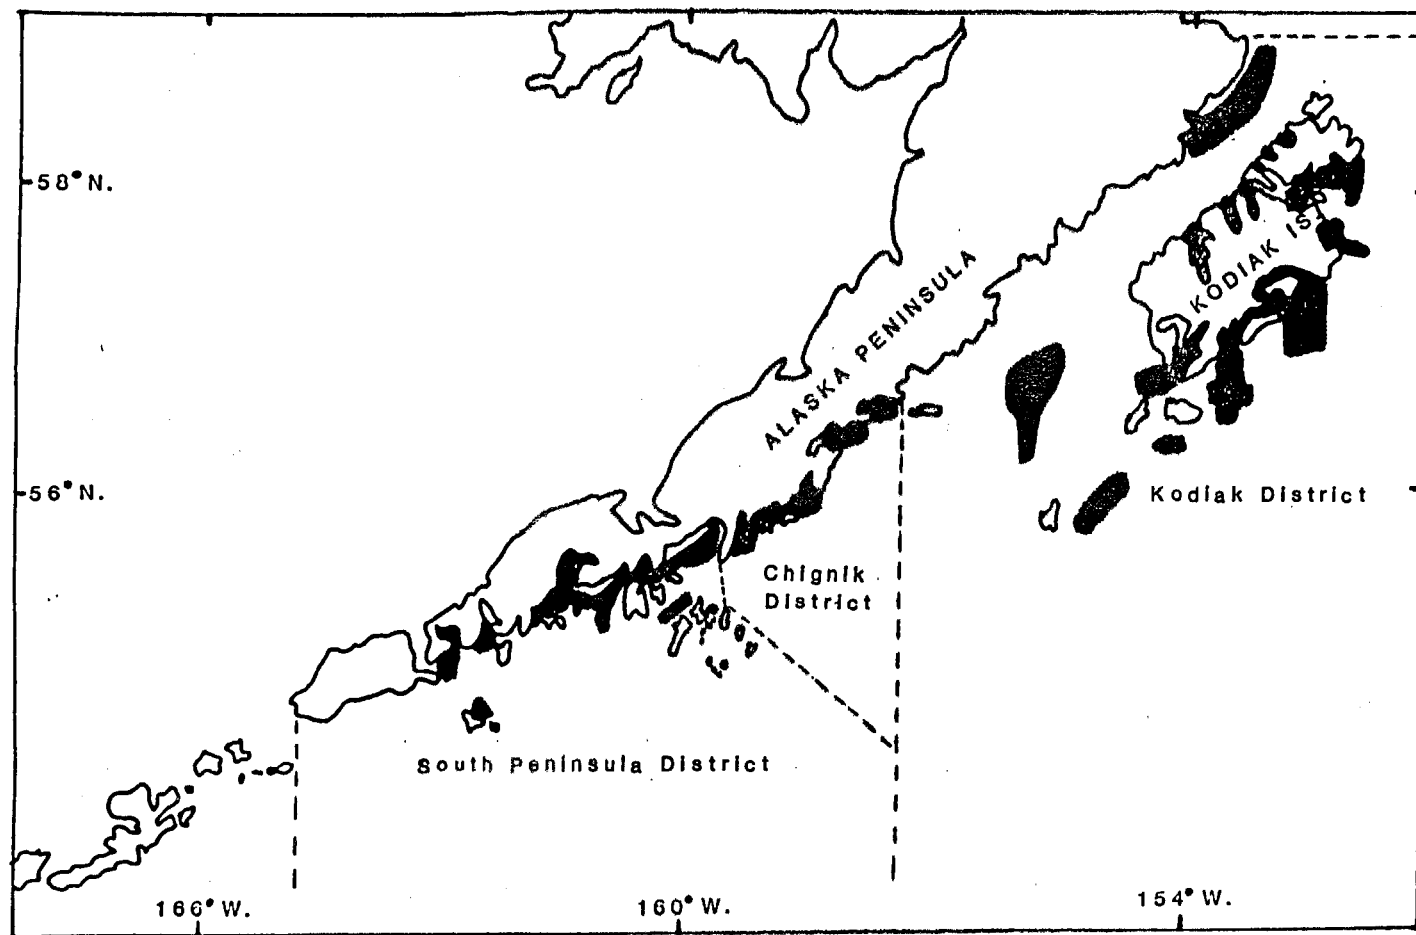 58° N.
ALASKA PENINSULA
KODIAK IS.
56° N.
Kodiak District
Chignik
District
South Peninsula District
166° W.
160° W.
154° W.